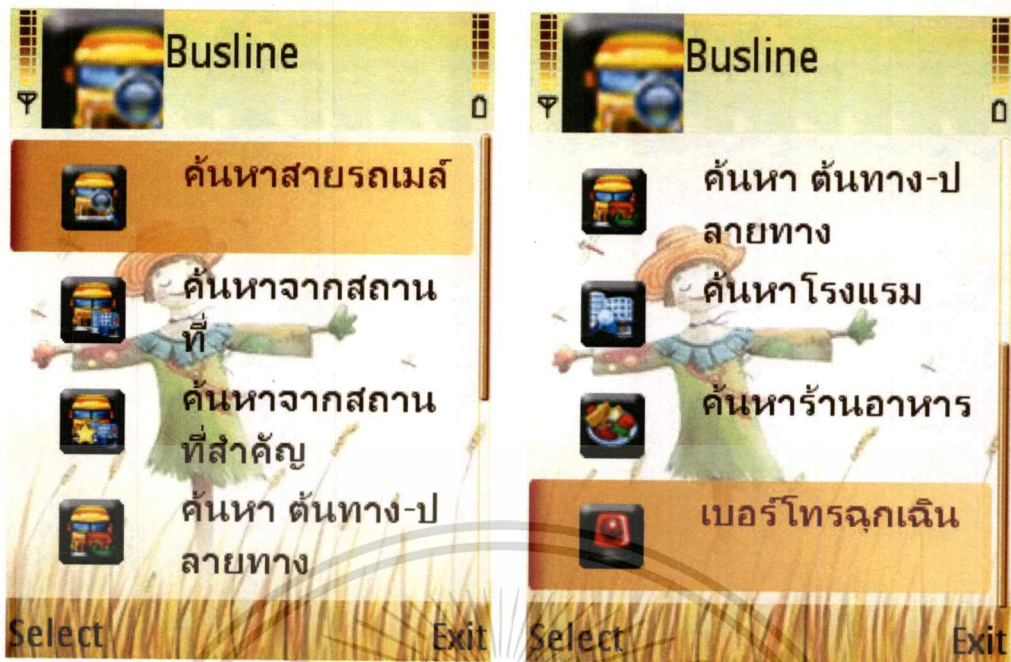 Busline
ค้นหาสายรถเมล์
ค้นหาจากสถาน
ที่
ค้นหาจากสถาน
ที่สำคัญ
ค้นหา ต้นทาง-ป
ลายทาง
Select Exit
Busline
ค้นหา ต้นทาง-ป
ลายทาง
ค้นหาโรงแรม
ค้นหาร้านอาหาร
เบอร์โทรฉุกเฉิน
Select Exit